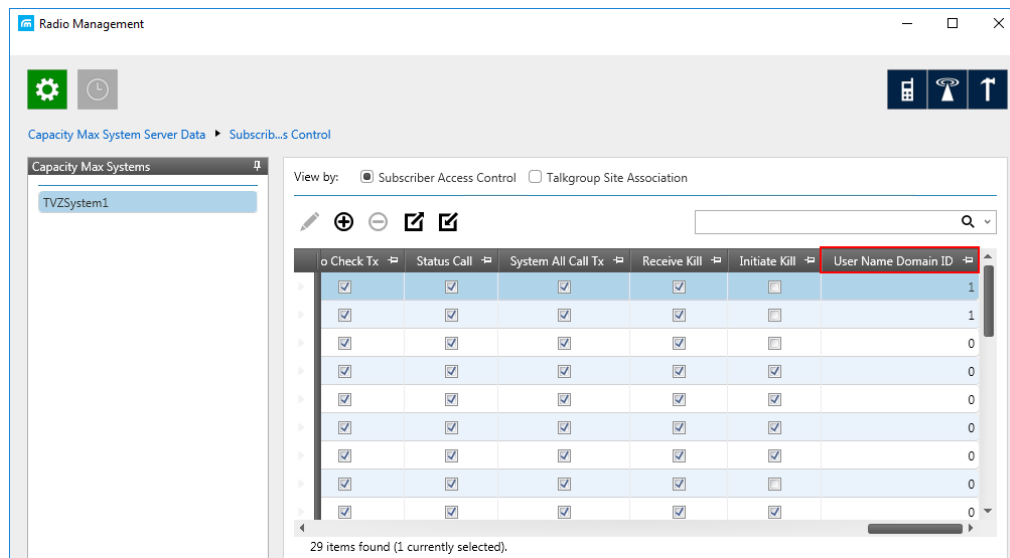 Radio Management
Capacity Max System Server Data Subscrib...s Control
Capacity Max Systems
TVZSystem1
View by: Subscriber Access Control Talkgroup Site Association
o Check Tx Status Call System All Call Tx Receive Kill Initiate Kill User Name Domain ID
1
1
0
0
0
0
0
0
0
29 items found (1 currently selected).